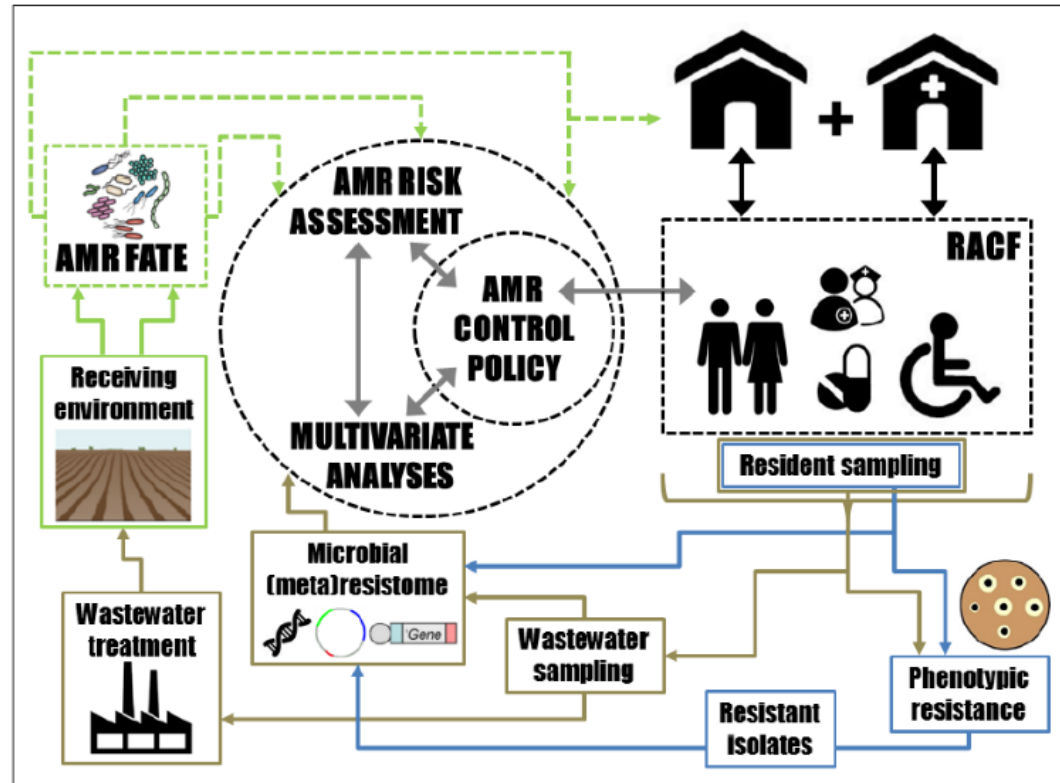 AMR FATE
AMR RISK
ASSESSMENT
AMR
CONTROL
POLICY
MULTIVARIATE
ANALYSES
+
RACF
Receiving
environment
Resident sampling
Microbial
(meta)resistome
'Gene
Wastewater
treatment
Wastewater
sampling
Resistant
Isolates
Phenotypic
resistance